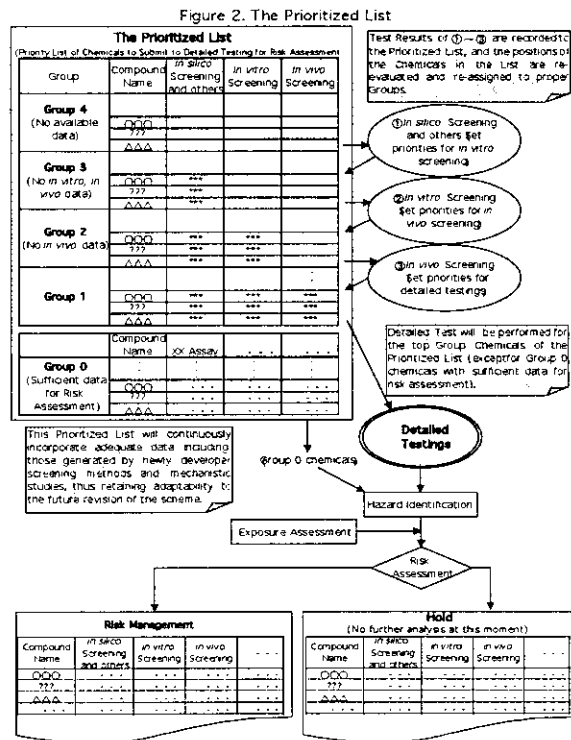 Figure 2. The Prioritized List
The Prioritized List
(Priority List of Chemicals to Submit to Detailed Testing for Risk Assessment
Group
Compound
Name
in silico
Screening
and others
In vitro
Screening
In vivo
Screening
Group 4
(No available
data)
○○○
???
△△△
Group 3
(No in vitro, in
vivo data)
○○○ ***
??? ***
△△△ ***
Group 2
(No in vivo data)
○○○ *** ***
??? *** ***
△△△ *** ***
Group 1
○○○ *** *** ***
??? *** *** ***
△△△ *** *** ***
Compound
Name
XX Assay
Group 0
(Sufficient data
for Risk
Assessment)
○○○
???
△△△
Test Results of ①~③ are recorded to
the Prioritized List, and the positions of
the Chemicals in the List are re-
evaluated and re-assigned to proper
Groups.
①In silico Screening
and others Set
priorities for in vitro
screening
②In vitro Screening
Set priorities for in
vivo screening
③In vivo Screening
Set priorities for
detailed testings
Detailed Test will be performed for
the top Group Chemicals of the
Prioritized List (except for Group 0
chemicals with sufficient data for
risk assessment).
This Prioritized List will continuously
incorporate adequate data including
those generated by newly developer
screening methods and mechanistic
studies, thus retaining adaptability to
the future revision of the scheme.
Group 0 chemicals
Detailed
Testings
Hazard Identification
Exposure Assessment
Risk
Assessment
Risk Management
Compound
Name
in silico
Screening
and others
In vitro
Screening
In vivo
Screening
○○○
???
△△△
Hold
(No further analysis at this moment)
Compound
Name
in silico
Screening
and others
In vitro
Screening
In vivo
Screening
○○○
???
△△△